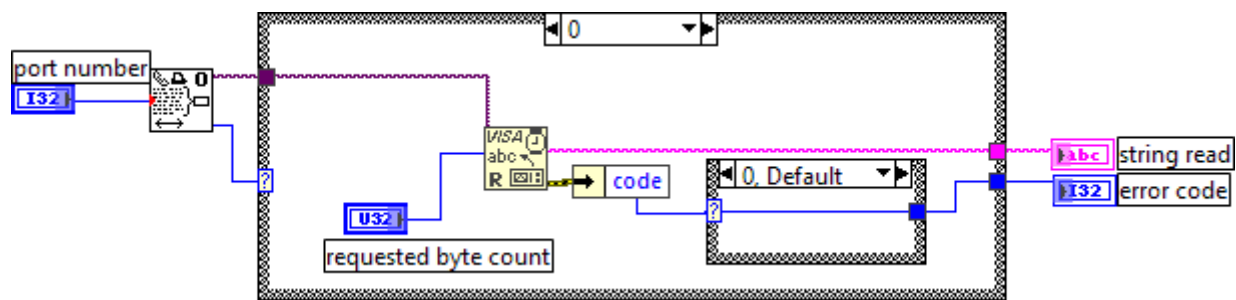 0
port number
I32
0
VISA
abc
R
code
0, Default
?
?
U32
requested byte count
abc
string read
I32
error code